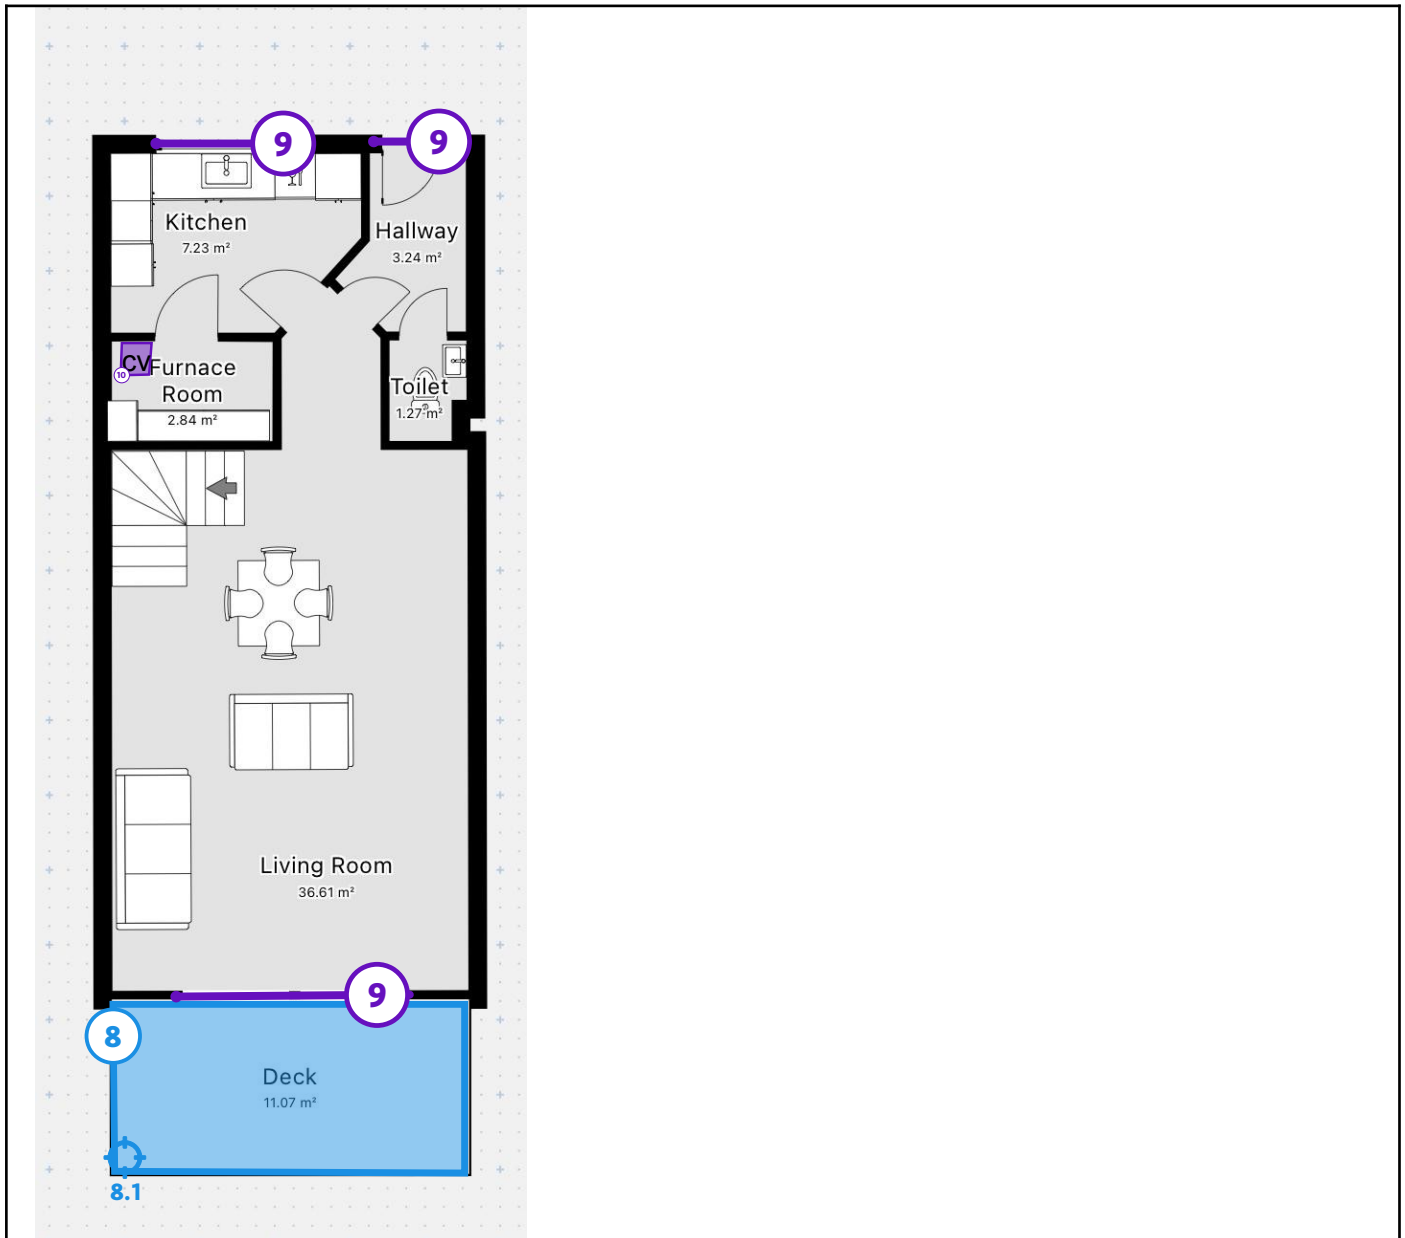 9
9
Kitchen
7.23 m²
Hallway
3.24 m²
CV
10
Furnace
Room
2.84 m²
Toilet
1.27 m²
Living Room
36.61 m²
9
8
Deck
11.07 m²
8.1